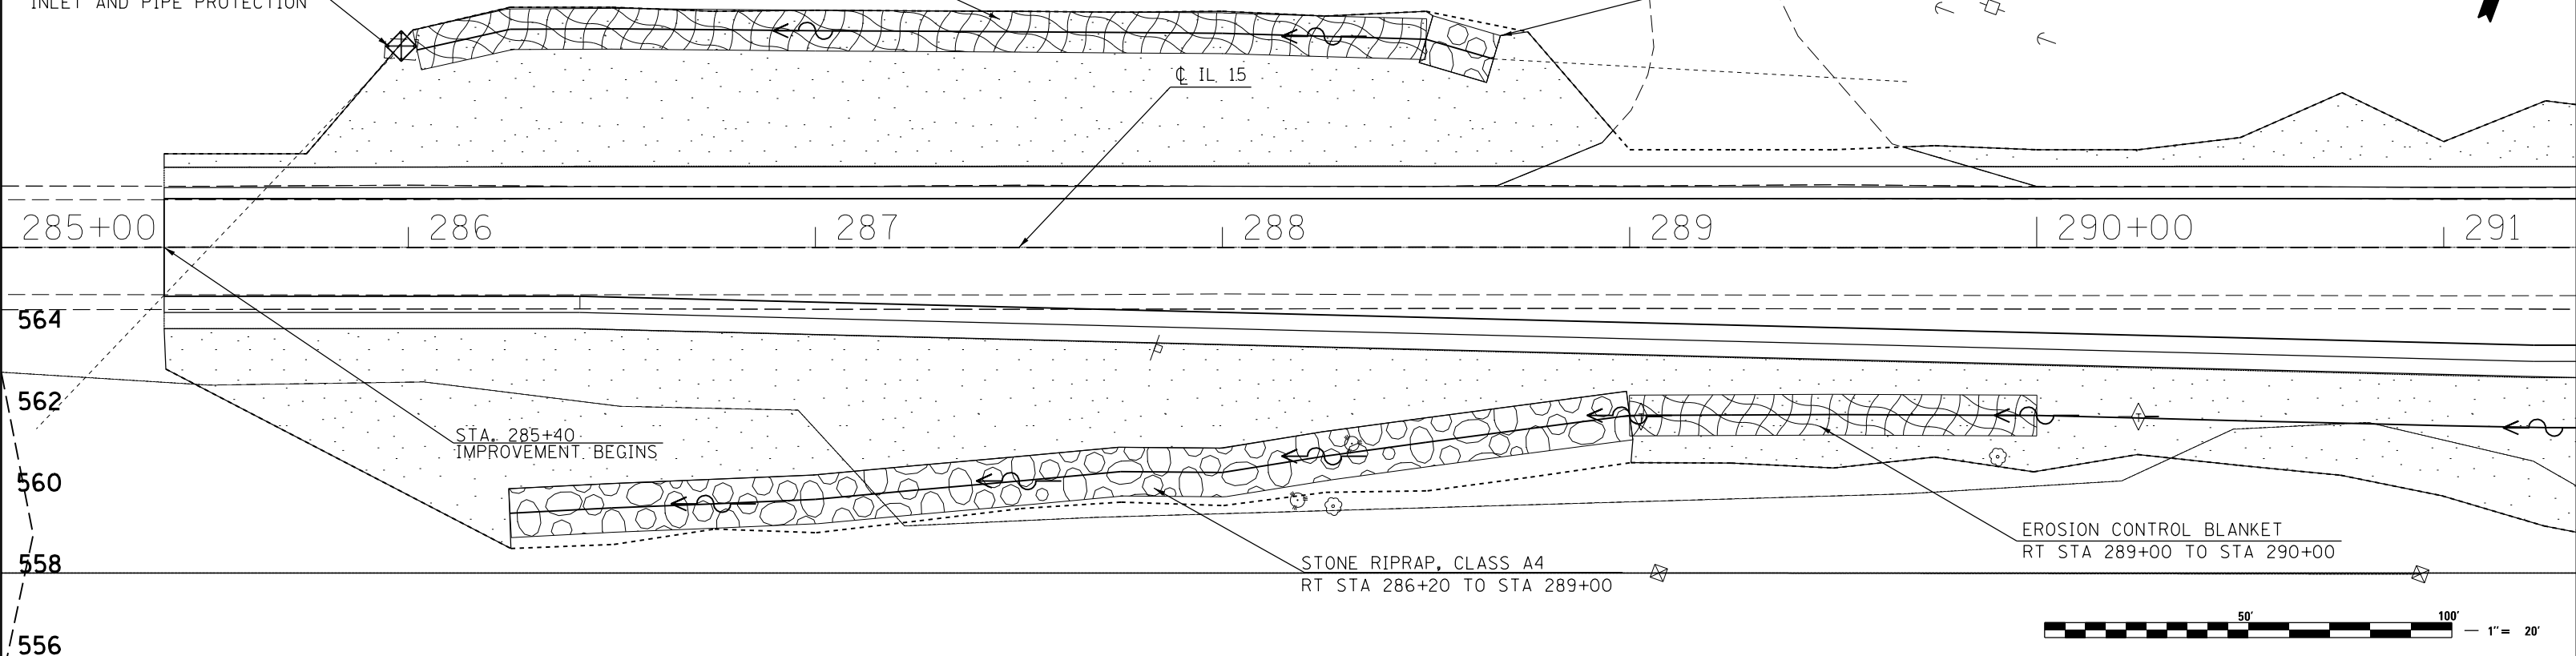 INLET AND PIPE PROTECTION
℄ IL 15
285+00 286 287 288 289 290+00 291
564
562
STA. 285+40
IMPROVEMENT BEGINS
560
EROSION CONTROL BLANKET
RT STA 289+00 TO STA 290+00
558
STONE RIPRAP, CLASS A4
RT STA 286+20 TO STA 289+00
50' 100'
1"= 20'
556